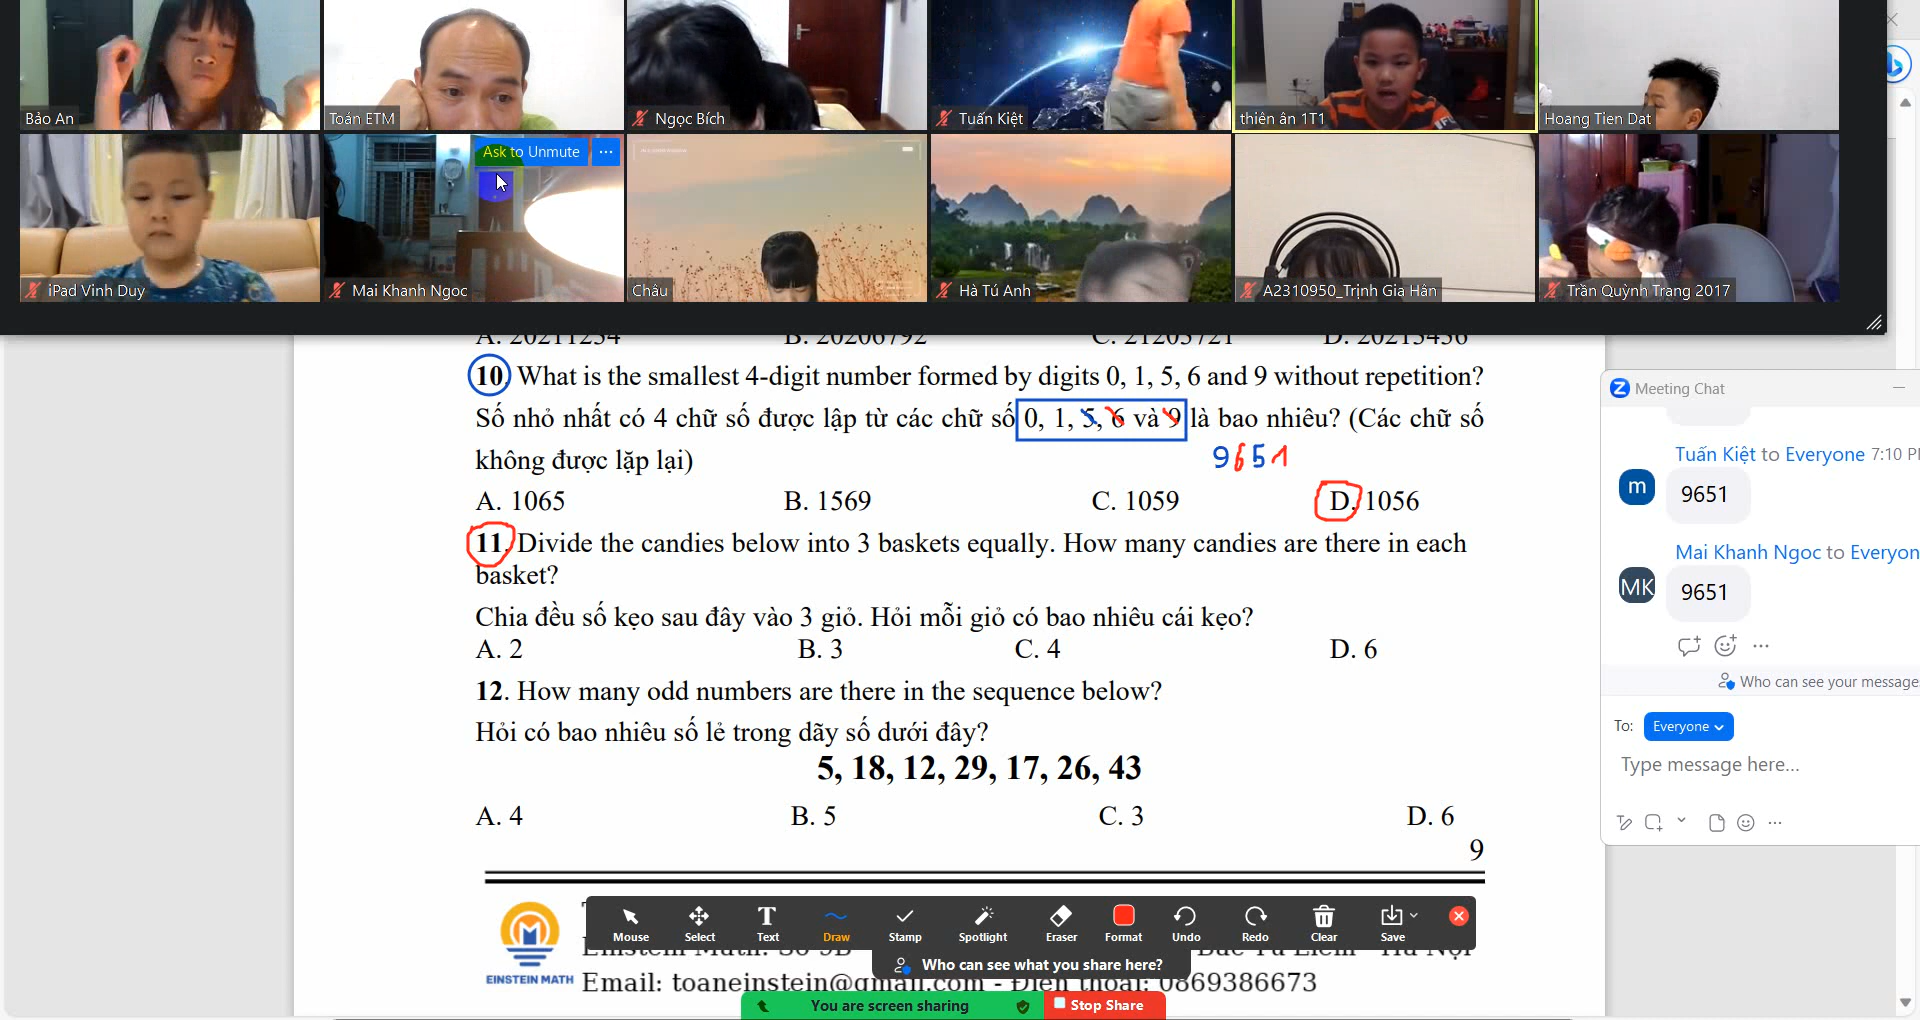 Bảo An
Toán ETM
Ngọc Bích
Tuấn Kiệt
thiên ân 1T1
Hoang Tien Dat
Ask to Unmute
iPad Vinh Duy
Mai Khanh Ngoc
Châu
Hà Tú Anh
A2310950_Trịnh Gia Hân
Trần Quỳnh Trang 2017
A. 20211234 B. 20206792 C. 21203721 D. 20213436
10. What is the smallest 4-digit number formed by digits 0, 1, 5, 6 and 9 without repetition?
Số nhỏ nhất có 4 chữ số được lập từ các chữ số 0, 1, 5, 6 và 9 là bao nhiêu? (Các chữ số
không được lặp lại)
9651
A. 1065 B. 1569 C. 1059 D. 1056
11. Divide the candies below into 3 baskets equally. How many candies are there in each
basket?
Chia đều số kẹo sau đây vào 3 giỏ. Hỏi mỗi giỏ có bao nhiêu cái kẹo?
A. 2 B. 3 C. 4 D. 6
12. How many odd numbers are there in the sequence below?
Hỏi có bao nhiêu số lẻ trong dãy số dưới đây?
5, 18, 12, 29, 17, 26, 43
A. 4 B. 5 C. 3 D. 6
9
EINSTEIN MATH
Email: toaneinstein@gmail.com - Điện thoại: 0869386673
Mouse Select Text Draw Stamp Spotlight Eraser Format Undo Redo Clear Save
Who can see what you share here?
You are screen sharing
Stop Share
Meeting Chat
Tuấn Kiệt to Everyone 7:10 P
m
9651
Mai Khanh Ngoc to Everyon
MK
9651
Who can see your message
To: Everyone
Type message here...